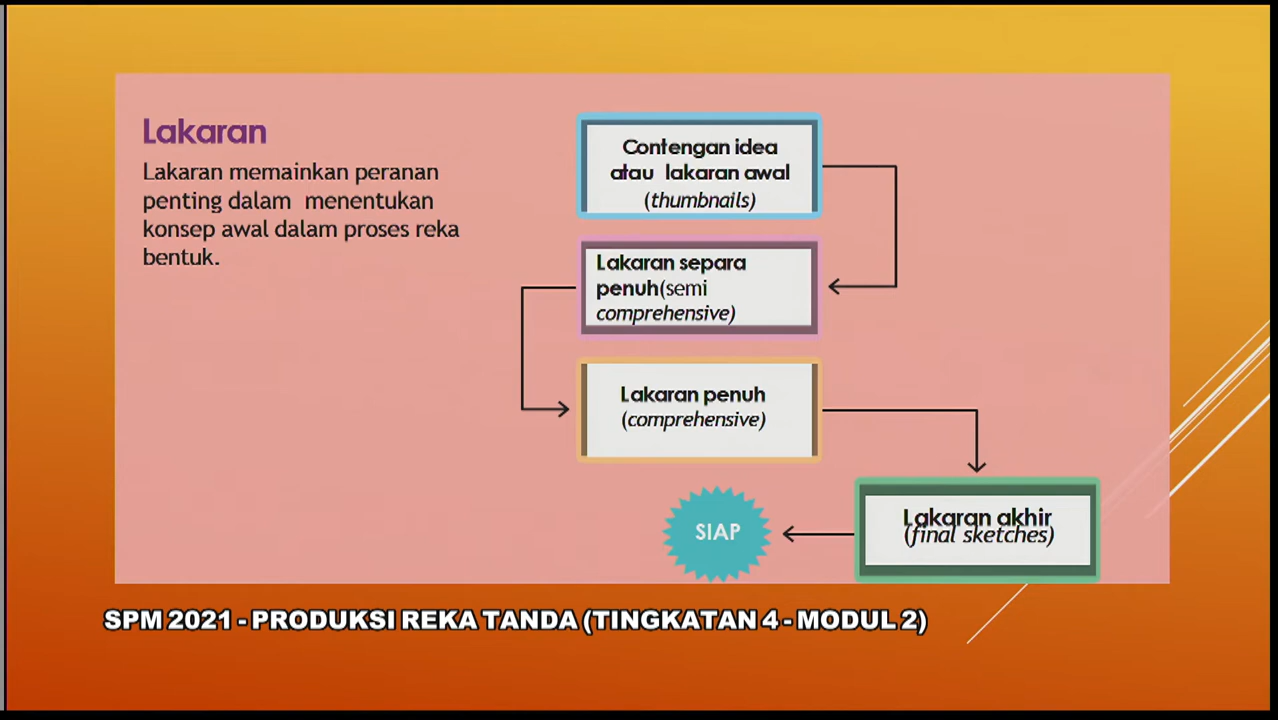 Lakaran
Lakaran memainkan peranan
penting dalam menentukan
konsep awal dalam proses reka
bentuk.
Contengan idea
atau lakaran awal
(thumbnails)
Lakaran separa
penuh(semi
comprehensive)
Lakaran penuh
(comprehensive)
Lakaran akhir
(final sketches)
SIAP
SPM 2021 - PRODUKSI REKA TANDA (TINGKATAN 4 - MODUL 2)